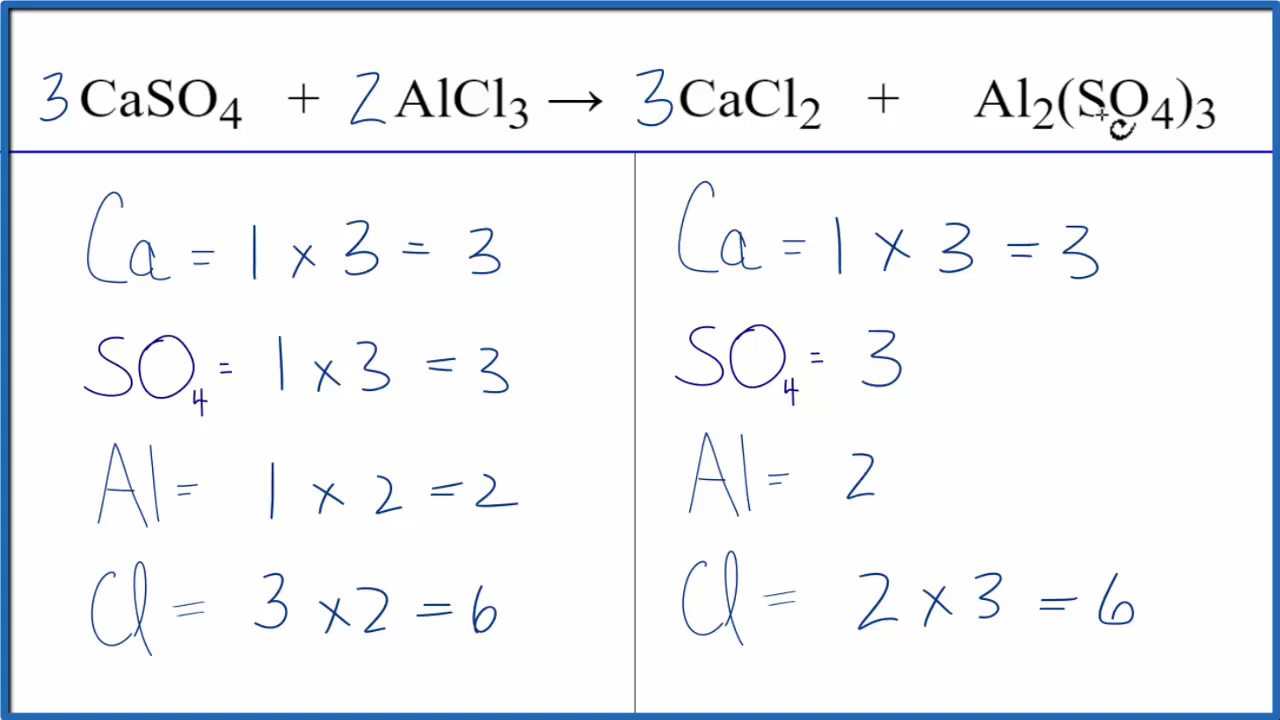 3CaSO4 + 2AlCl3 → 3CaCl2 + Al2(SO4)3
Ca = 1 × 3 = 3
SO4 = 1 × 3 = 3
Al = 1 × 2 = 2
Cl = 3 × 2 = 6
Ca = 1 × 3 = 3
SO4 = 3
Al = 2
Cl = 2 × 3 = 6